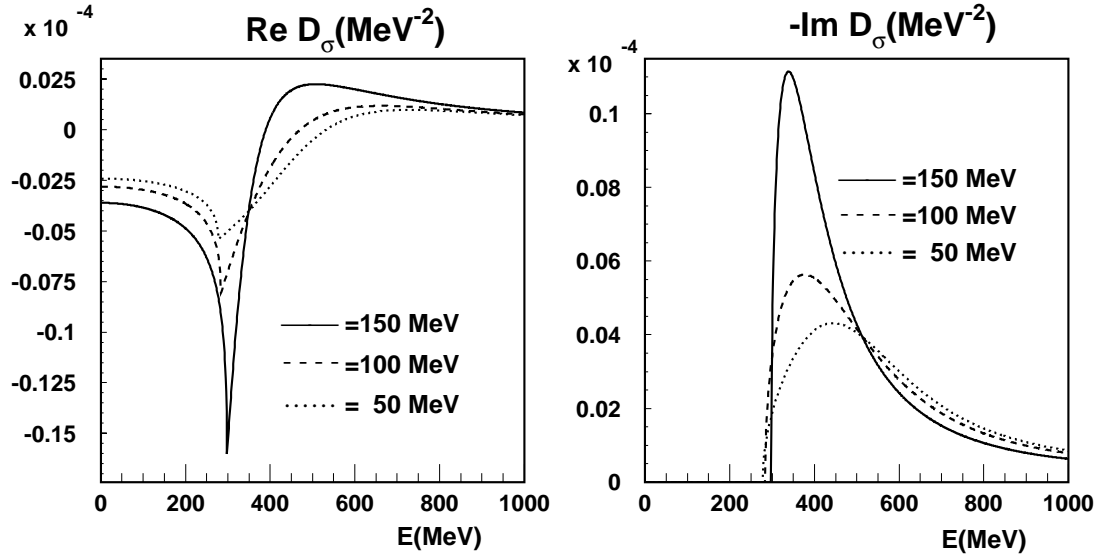 Re Dσ(MeV-2)
x 10 -4
0.025
0
-0.025
-0.05
-0.075
-0.1
-0.125
-0.15
=150 MeV
=100 MeV
= 50 MeV
0 200 400 600 800 1000
E(MeV)
-Im Dσ(MeV-2)
x 10 -4
0.1
0.08
0.06
0.04
0.02
0
=150 MeV
=100 MeV
= 50 MeV
0 200 400 600 800 1000
E(MeV)